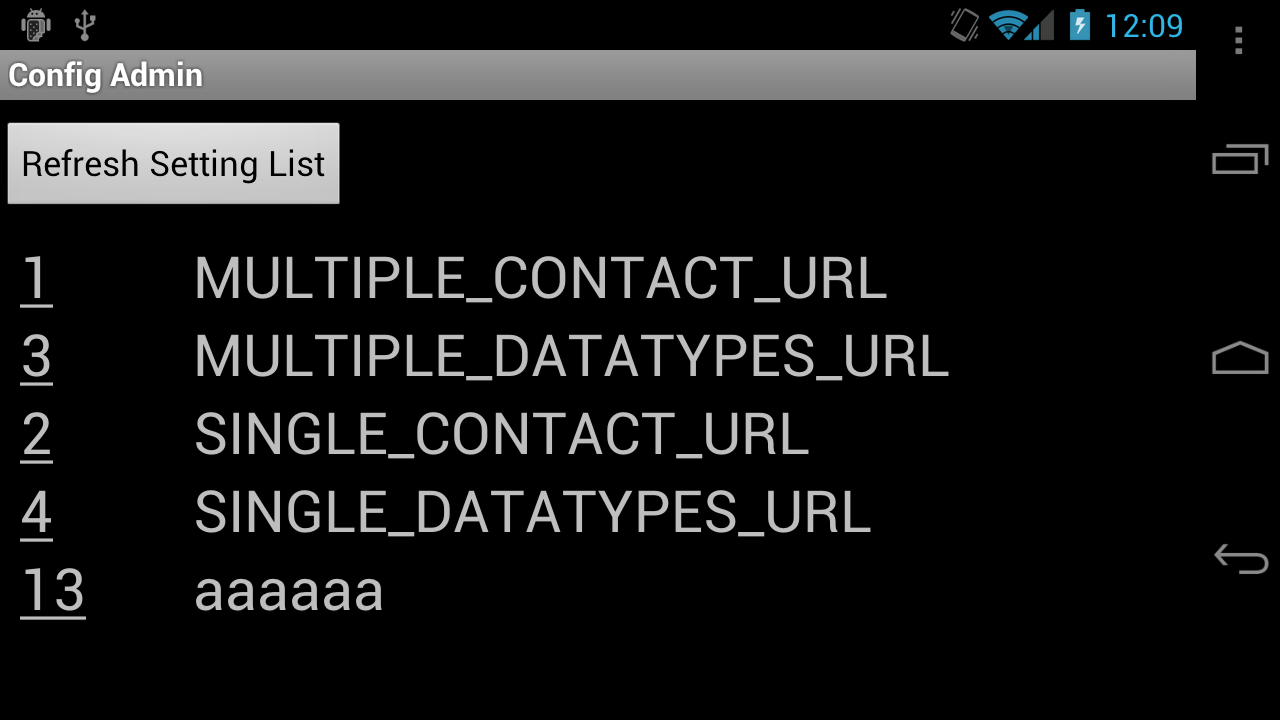 12:09
Config Admin
Refresh Setting List
1 MULTIPLE_CONTACT_URL
3 MULTIPLE_DATATYPES_URL
2 SINGLE_CONTACT_URL
4 SINGLE_DATATYPES_URL
13 aaaaaa